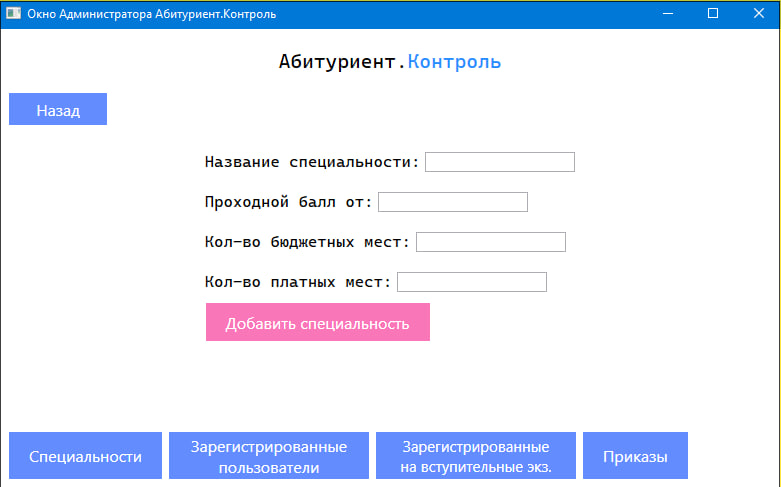 Окно Администратора Абитуриент.Контроль
Абитуриент.Контроль
Назад
Название специальности:
Проходной балл от:
Кол-во бюджетных мест:
Кол-во платных мест:
Добавить специальность
Специальности
Зарегистрированные
пользователи
Зарегистрированные
на вступительные экз.
Приказы